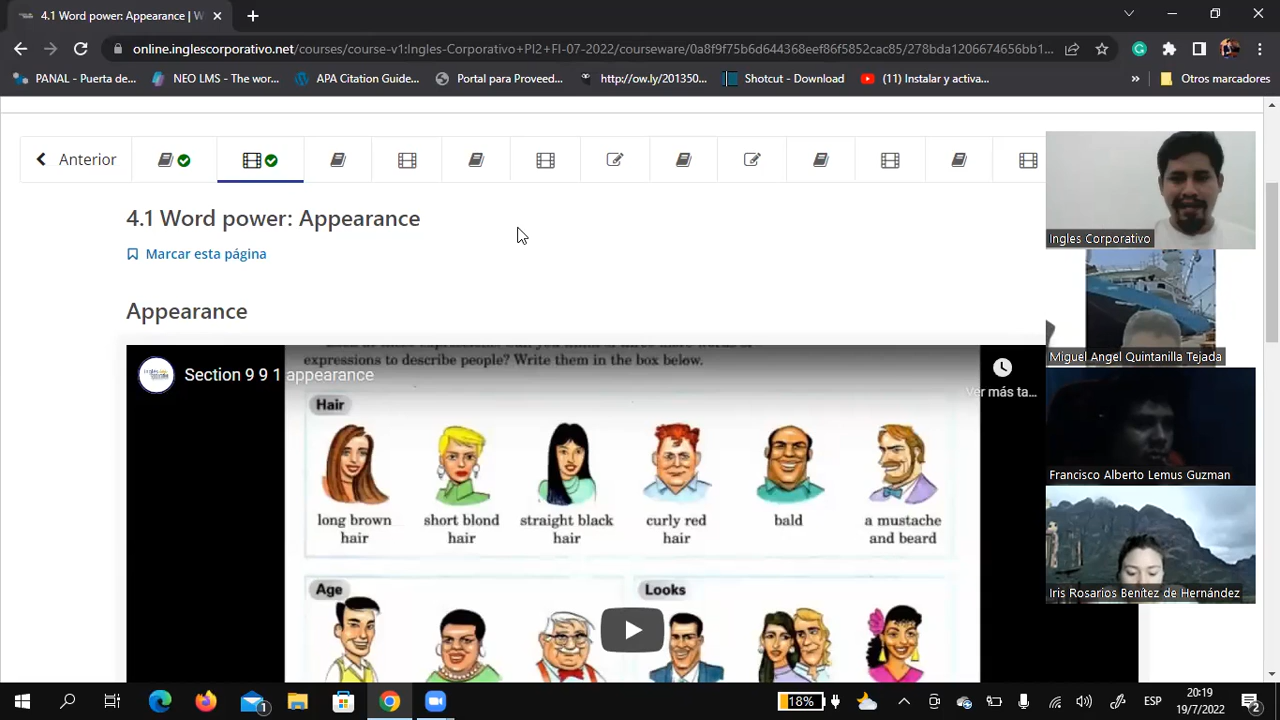 4.1 Word power: Appearance | W
online.inglescorporativo.net/courses/course-v1:Ingles-Corporativo+PI2+FI-07-2022/courseware/0a8f9f75b6d644368eef86f5852cac85/278bda1206674656bb1...
PANAL - Puerta de...
NEO LMS - The wor...
APA Citation Guide...
Portal para Proveed...
http://ow.ly/201350...
Shotcut - Download
(11) Instalar y activa...
»
Otros marcadores
Anterior
4.1 Word power: Appearance
Marcar esta página
Appearance
expressions to describe people? Write them in the box below.
Section 9 9 1 appearance
Ver más ta...
Hair
long brown
hair
short blond
hair
straight black
hair
curly red
hair
bald
a mustache
and beard
Age
Looks
Ingles Corporativo
Miguel Angel Quintanilla Tejada
Francisco Alberto Lemus Guzman
Iris Rosarios Benítez de Hernández
1
18%
ESP
20:19
19/7/2022
2